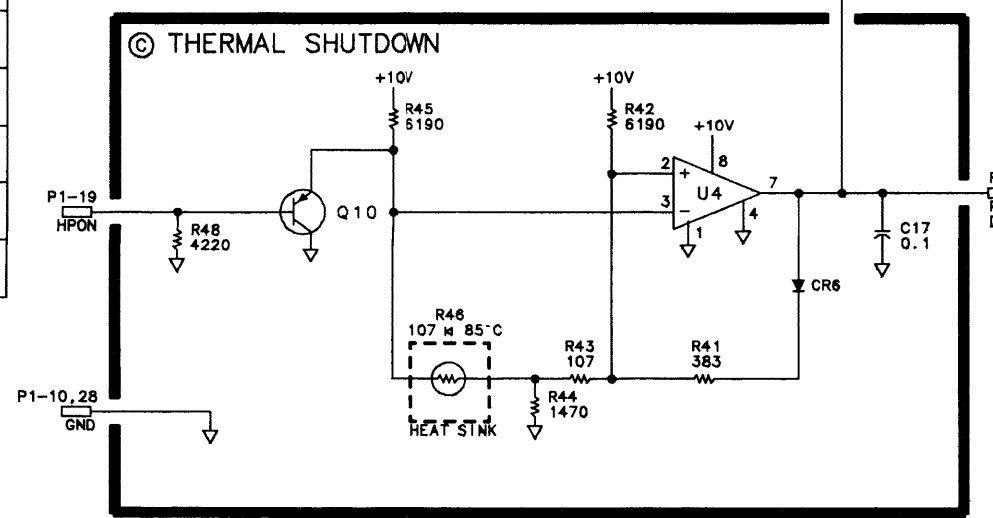 © THERMAL SHUTDOWN
+10V
+10V
R45
6190
R42
6190
+10V
8
2
+
U4
7
3
−
4
1
P1-19
HPON
Q10
R48
4220
C17
0.1
CR6
R46
107 85°C
R43
107
R41
383
R44
1470
HEAT SINK
P1-10,28
GND